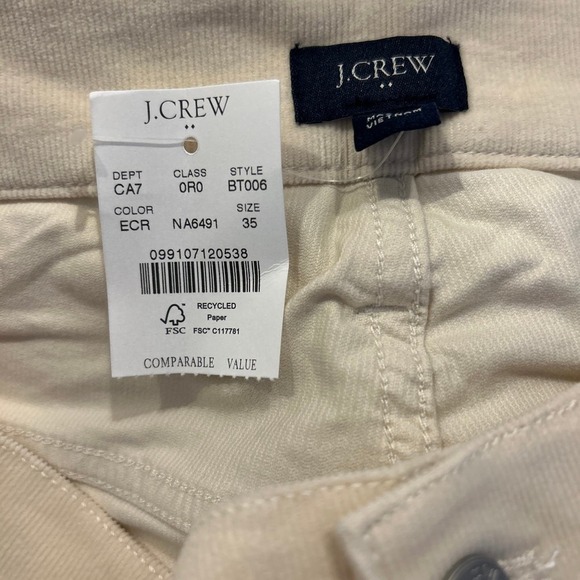 J.CREW
DEPT CLASS STYLE
CA7 0R0 BT006
COLOR SIZE
ECR NA6491 35
099107120538
FSC
RECYCLED
Paper
FSC® C117781
COMPARABLE VALUE
J.CREW
VIETNAM